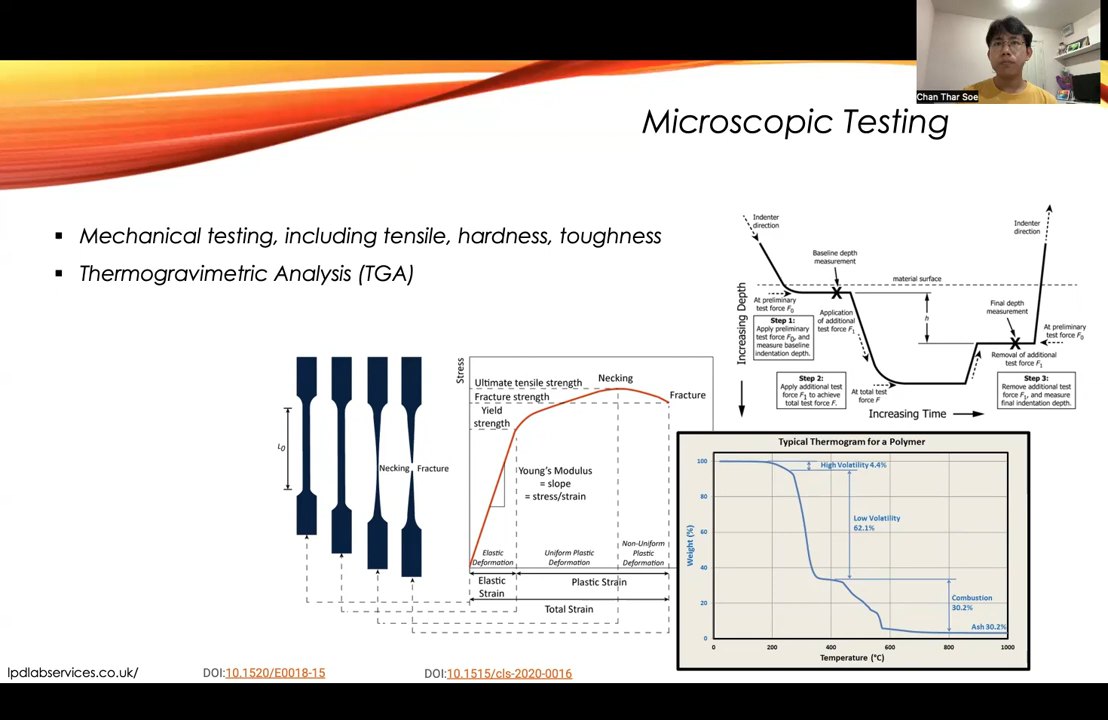 Chan Thar Soe
Microscopic Testing
▪ Mechanical testing, including tensile, hardness, toughness
▪ Thermogravimetric Analysis (TGA)
Indenter
direction
Baseline depth
measurement
Indenter
direction
material surface
Increasing Depth
At preliminary
test force F0
Step 1:
Apply preliminary
test force F0, and
measure baseline
indentation depth.
Application
of additional
test force F1
h
Final depth
measurement
At preliminary
test force F0
Removal of additional
test force F1
Step 2:
Apply additional test
force F1 to achieve
total test force F.
At total test
force F
Step 3:
Remove additional test
force F1, and measure
final indentation depth.
Increasing Time
L0
Necking
Fracture
Stress
Ultimate tensile strength
Necking
Fracture strength
Fracture
Yield
strength
Young's Modulus
= slope
= stress/strain
Elastic
Deformation
Uniform Plastic
Deformation
Non-Uniform
Plastic
Deformation
Elastic
Strain
Plastic Strain
Total Strain
Typical Thermogram for a Polymer
Weight (%)
100
80
60
40
20
0
High Volatility 4.4%
Low Volatility
62.1%
Combustion
30.2%
Ash 30.2%
0 200 400 600 800 1000
Temperature (°C)
lpdlabservices.co.uk/
DOI:10.1520/E0018-15
DOI:10.1515/cls-2020-0016